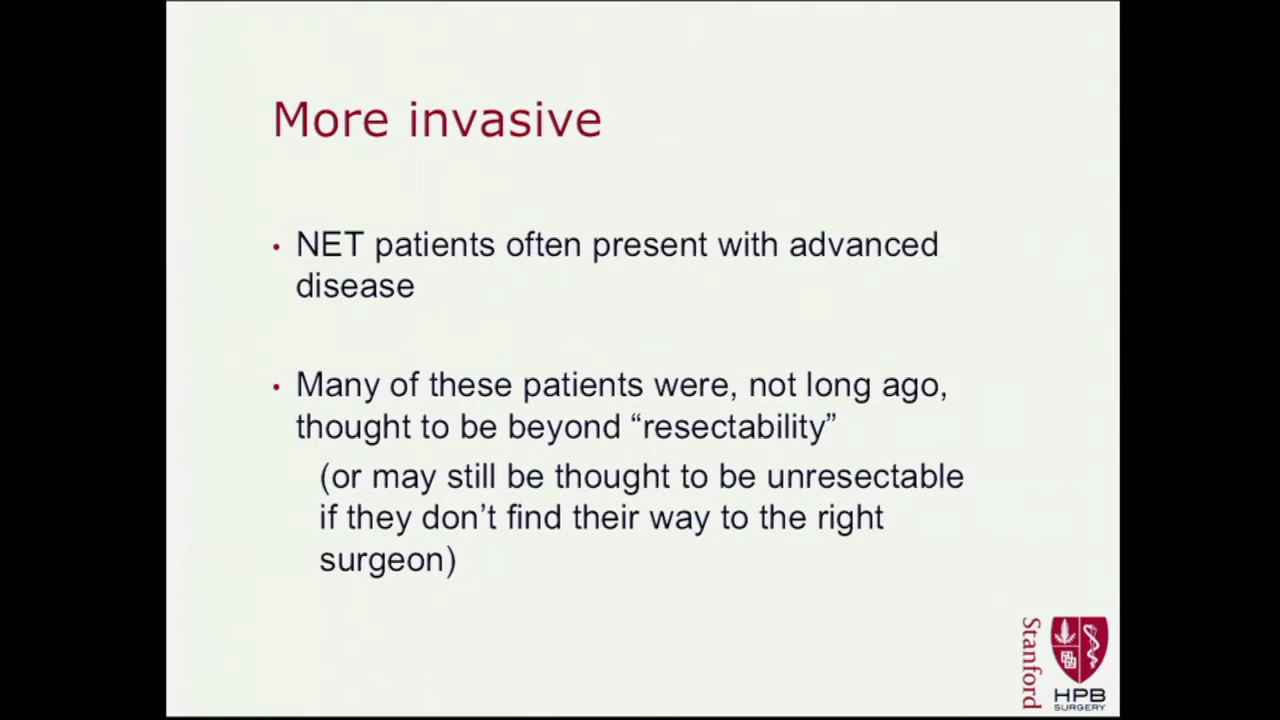 More invasive
• NET patients often present with advanced
disease
• Many of these patients were, not long ago,
thought to be beyond “resectability”
(or may still be thought to be unresectable
if they don’t find their way to the right
surgeon)
Stanford
HPB
SURGERY